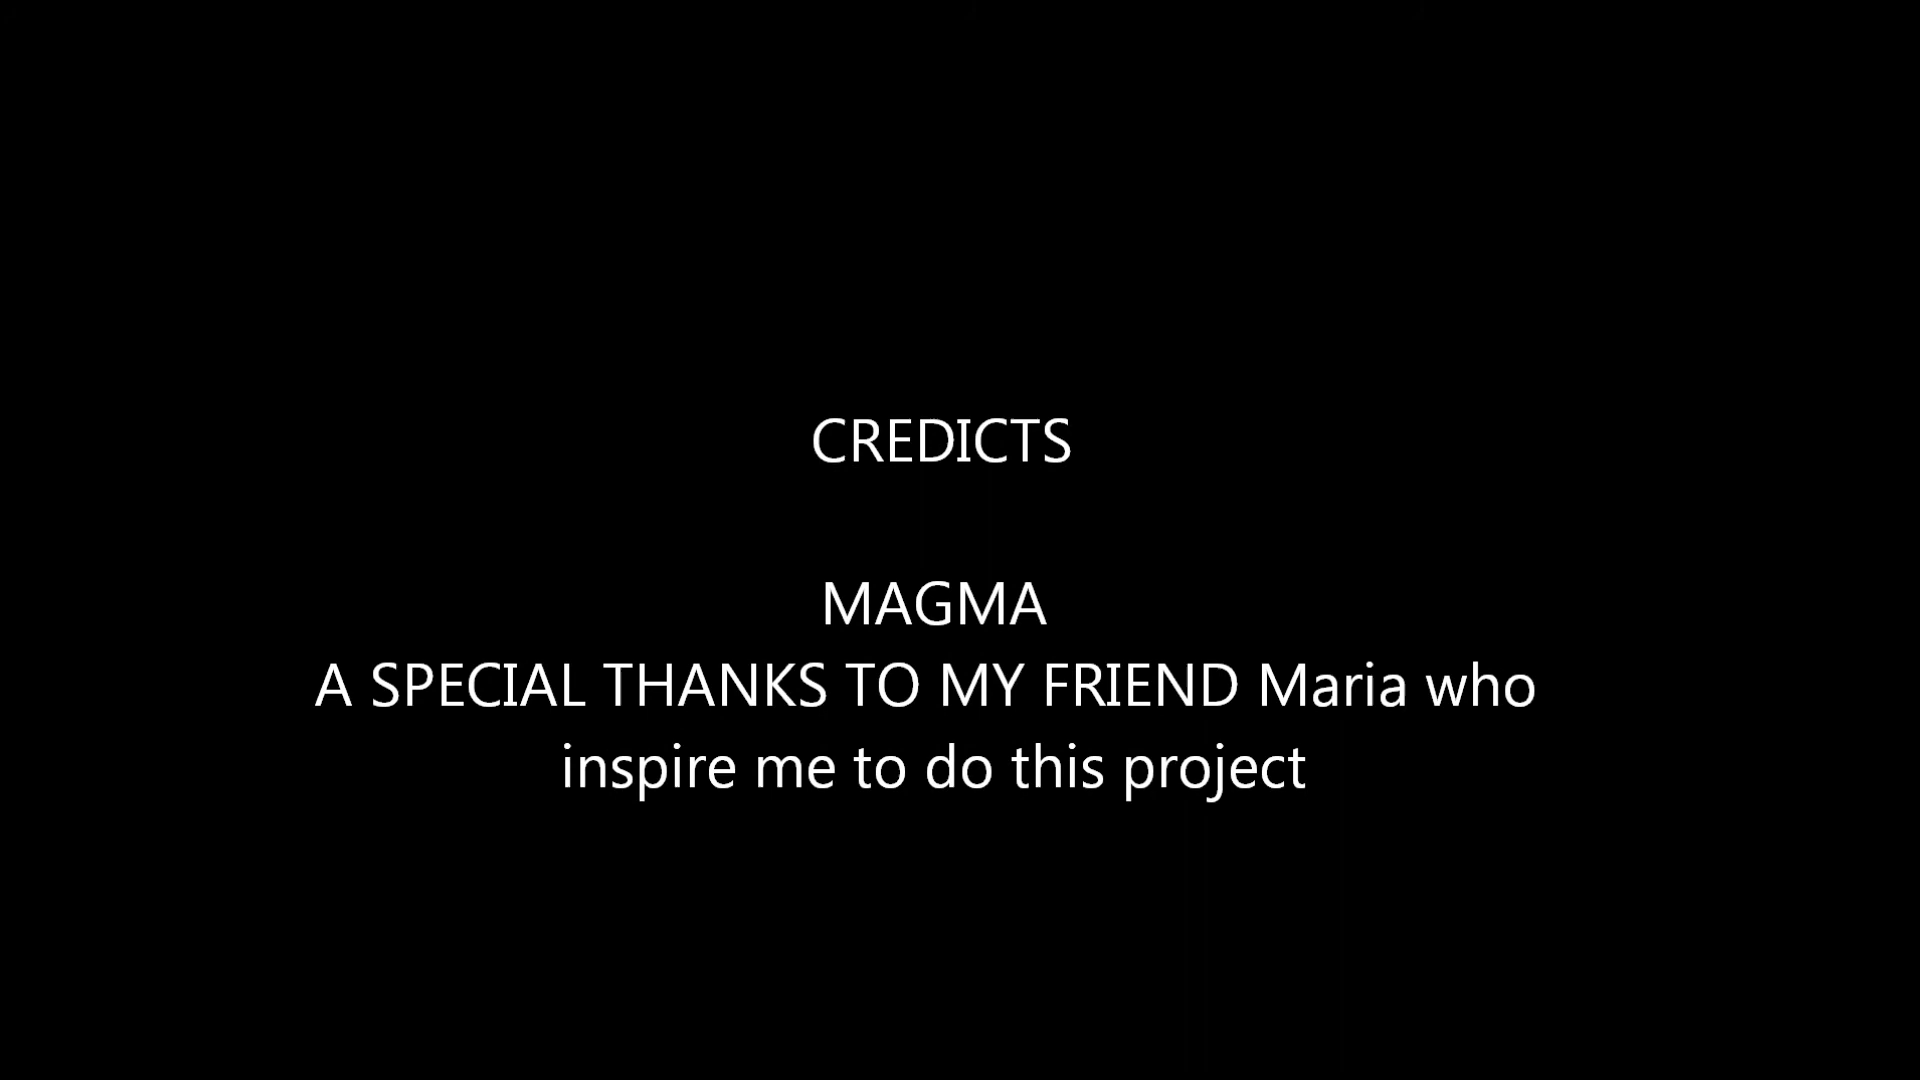 CREDICTS
MAGMA
A SPECIAL THANKS TO MY FRIEND Maria who
inspire me to do this project